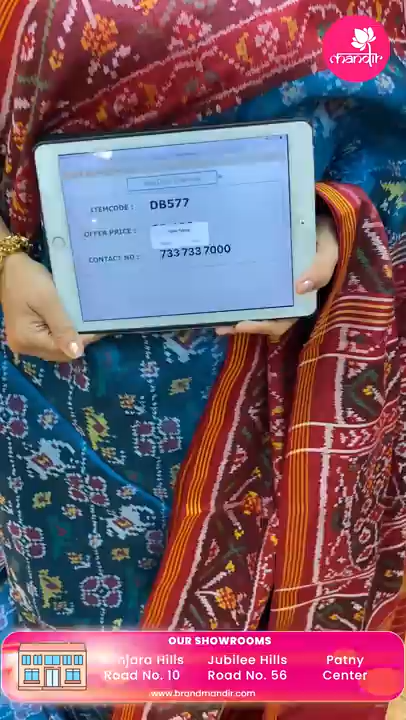 mandir
ITEMCODE : DB577
OFFER PRICE :
CONTACT NO : 733 733 7000
OUR SHOWROOMS
Hills Jubilee Hills Patny
Road No. 10 Road No. 56 Center
www.brandmandir.com